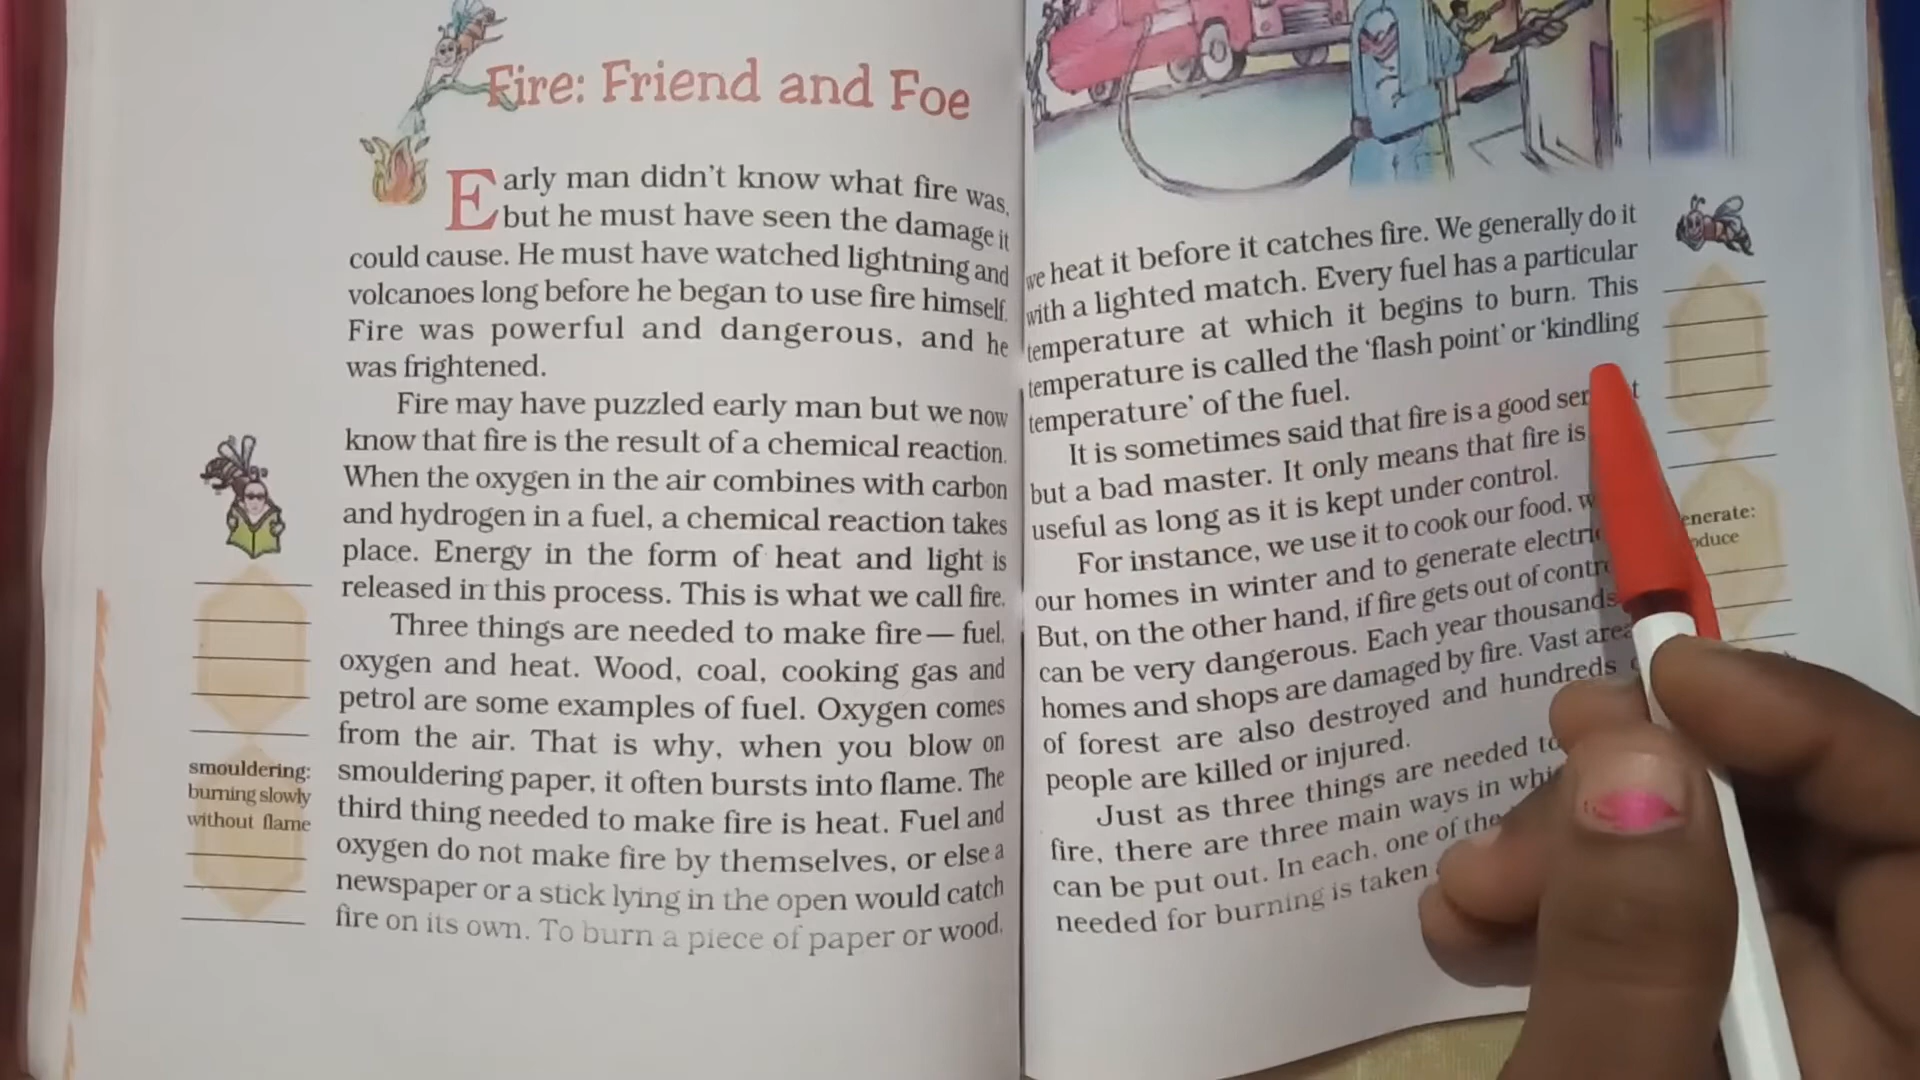 Fire: Friend and Foe
Early man didn't know what fire was,
but he must have seen the damage it
could cause. He must have watched lightning and
volcanoes long before he began to use fire himself.
Fire was powerful and dangerous, and he
was frightened.
Fire may have puzzled early man but we now
know that fire is the result of a chemical reaction.
When the oxygen in the air combines with carbon
and hydrogen in a fuel, a chemical reaction takes
place. Energy in the form of heat and light is
released in this process. This is what we call fire.
Three things are needed to make fire — fuel,
oxygen and heat. Wood, coal, cooking gas and
petrol are some examples of fuel. Oxygen comes
from the air. That is why, when you blow on
smouldering paper, it often bursts into flame. The
third thing needed to make fire is heat. Fuel and
oxygen do not make fire by themselves, or else a
newspaper or a stick lying in the open would catch
fire on its own. To burn a piece of paper or wood,
smouldering:
burning slowly
without flame
we heat it before it catches fire. We generally do it
with a lighted match. Every fuel has a particular
temperature at which it begins to burn. This
temperature is called the 'flash point' or 'kindling
temperature' of the fuel.
It is sometimes said that fire is a good
but a bad master. It only means that fire is
useful as long as it is kept under control.
For instance, we use it to cook our food,
our homes in winter and to generate
But, on the other hand, if fire gets out of
can be very dangerous. Each year thousands
homes and shops are damaged by fire. Vast
of forest are also destroyed and hundreds
people are killed or injured.
Just as three things are needed
fire, there are three main ways in
can be put out. In each, one of the
needed for burning is taken